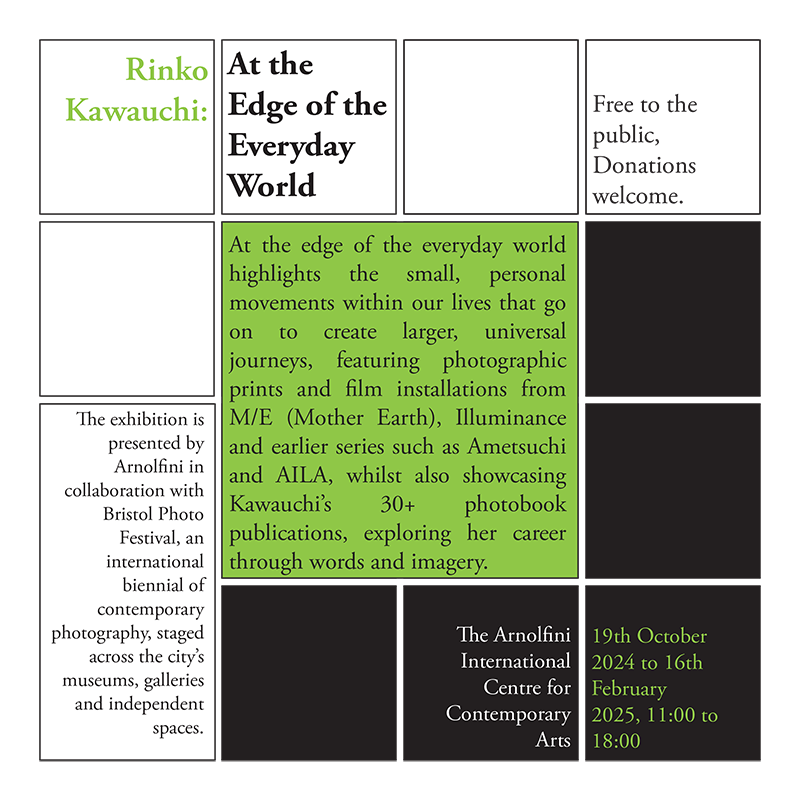 Rinko
Kawauchi:
At the
Edge of the
Everyday
World
Free to the
public,
Donations
welcome.
At the edge of the everyday world
highlights the small, personal
movements within our lives that go
on to create larger, universal
journeys, featuring photographic
prints and film installations from
M/E (Mother Earth), Illuminance
and earlier series such as Ametsuchi
and AILA, whilst also showcasing
Kawauchi’s 30+ photobook
publications, exploring her career
through words and imagery.
The exhibition is
presented by
Arnolfini in
collaboration with
Bristol Photo
Festival, an
international
biennial of
contemporary
photography, staged
across the city’s
museums, galleries
and independent
spaces.
The Arnolfini
International
Centre for
Contemporary
Arts
19th October
2024 to 16th
February
2025, 11:00 to
18:00